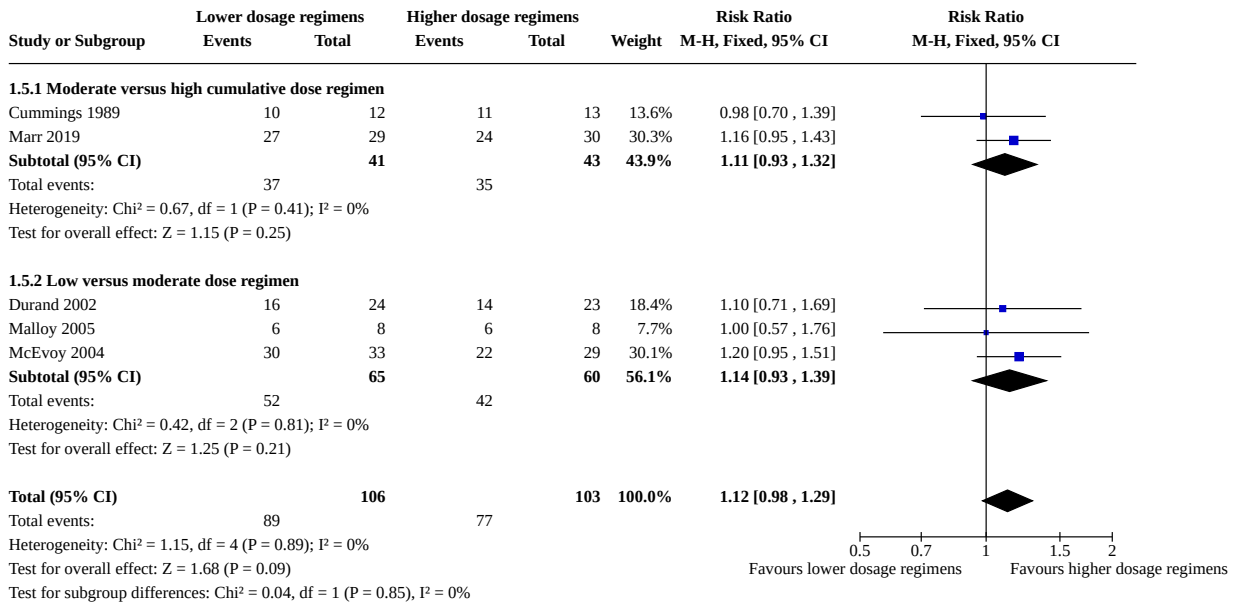 Lower dosage regimens Higher dosage regimens Risk Ratio Risk Ratio
Study or Subgroup Events Total Events Total Weight M-H, Fixed, 95% CI M-H, Fixed, 95% CI
1.5.1 Moderate versus high cumulative dose regimen
Cummings 1989 10 12 11 13 13.6% 0.98 [0.70 , 1.39]
Marr 2019 27 29 24 30 30.3% 1.16 [0.95 , 1.43]
Subtotal (95% CI) 41 43 43.9% 1.11 [0.93 , 1.32]
Total events: 37 35
Heterogeneity: Chi² = 0.67, df = 1 (P = 0.41); I² = 0%
Test for overall effect: Z = 1.15 (P = 0.25)
1.5.2 Low versus moderate dose regimen
Durand 2002 16 24 14 23 18.4% 1.10 [0.71 , 1.69]
Malloy 2005 6 8 6 8 7.7% 1.00 [0.57 , 1.76]
McEvoy 2004 30 33 22 29 30.1% 1.20 [0.95 , 1.51]
Subtotal (95% CI) 65 60 56.1% 1.14 [0.93 , 1.39]
Total events: 52 42
Heterogeneity: Chi² = 0.42, df = 2 (P = 0.81); I² = 0%
Test for overall effect: Z = 1.25 (P = 0.21)
Total (95% CI) 106 103 100.0% 1.12 [0.98 , 1.29]
Total events: 89 77
Heterogeneity: Chi² = 1.15, df = 4 (P = 0.89); I² = 0%
Test for overall effect: Z = 1.68 (P = 0.09)
Test for subgroup differences: Chi² = 0.04, df = 1 (P = 0.85), I² = 0%
0.5 0.7 1 1.5 2
Favours lower dosage regimens Favours higher dosage regimens